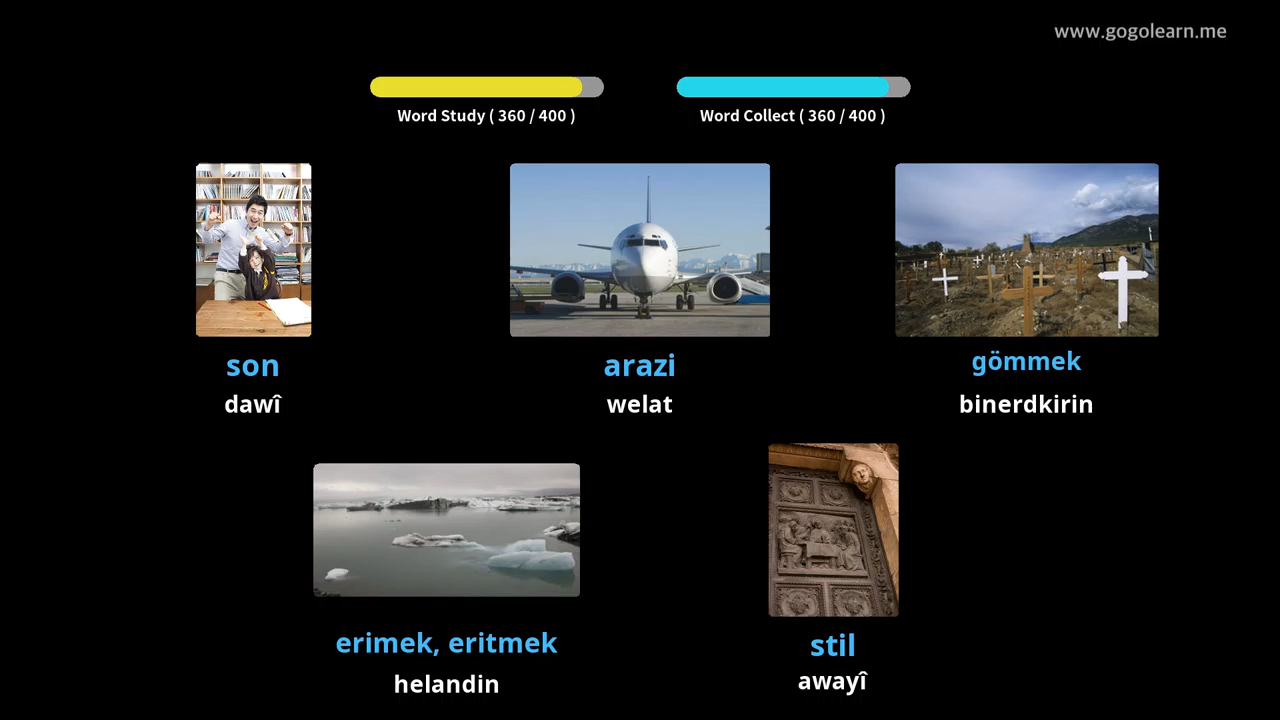 www.gogolearn.me
Word Study ( 360 / 400 )
Word Collect ( 360 / 400 )
son
dawî
arazi
welat
gömmek
binerdkirin
erimek, eritmek
helandin
stil
awayî